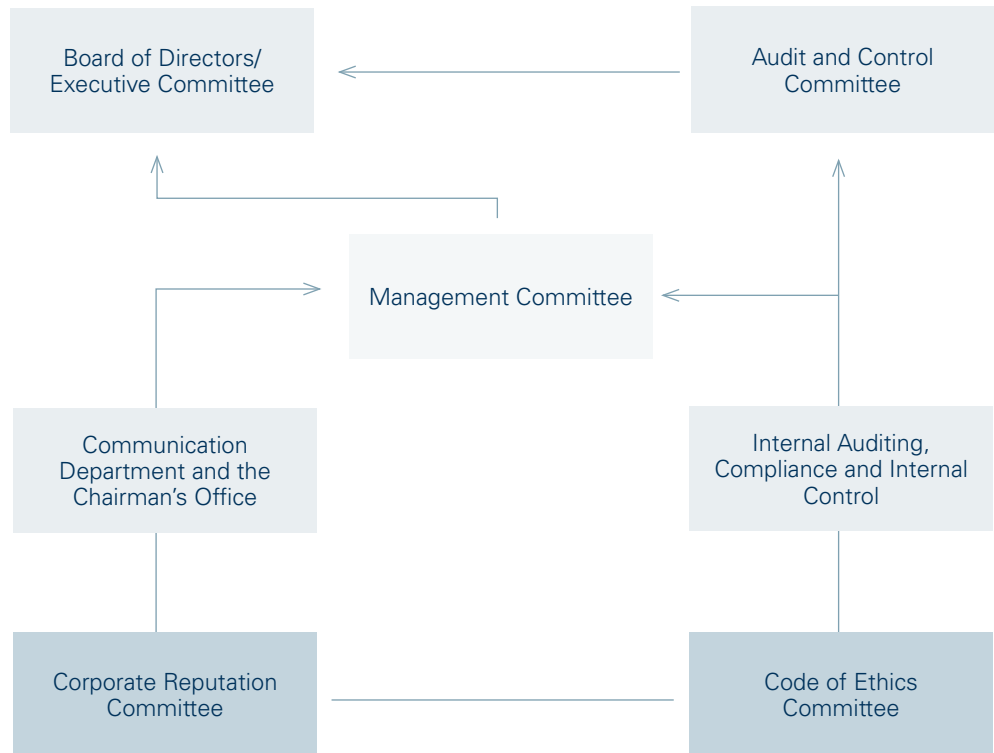 Board of Directors/
Executive Committee
Audit and Control
Committee
Management Committee
Communication
Department and the
Chairman’s Office
Internal Auditing,
Compliance and Internal
Control
Corporate Reputation
Committee
Code of Ethics
Committee